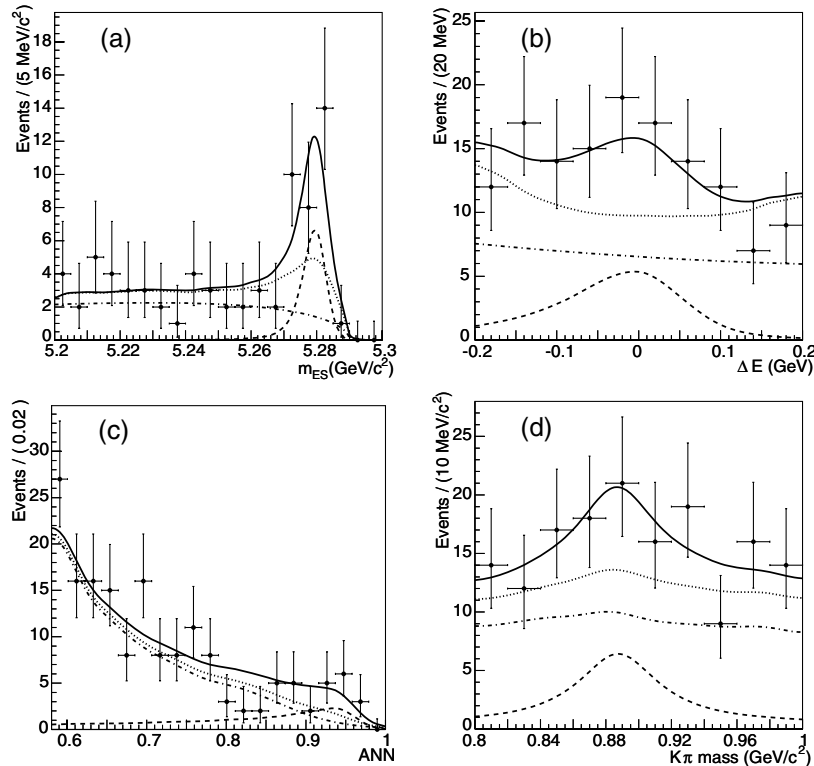 (a)
Events / (5 MeV/c²)
18
16
14
12
10
8
6
4
2
0
5.2 5.22 5.24 5.26 5.28 5.3
m_ES(GeV/c²)
(b)
Events / (20 MeV)
25
20
15
10
5
0
-0.2 -0.1 0 0.1 0.2
Δ E (GeV)
(c)
Events / ( 0.02 )
30
25
20
15
10
5
0
0.6 0.7 0.8 0.9 1
ANN
(d)
Events / (10 MeV/c²)
25
20
15
10
5
0
0.8 0.84 0.88 0.92 0.96 1
Kπ mass (GeV/c²)